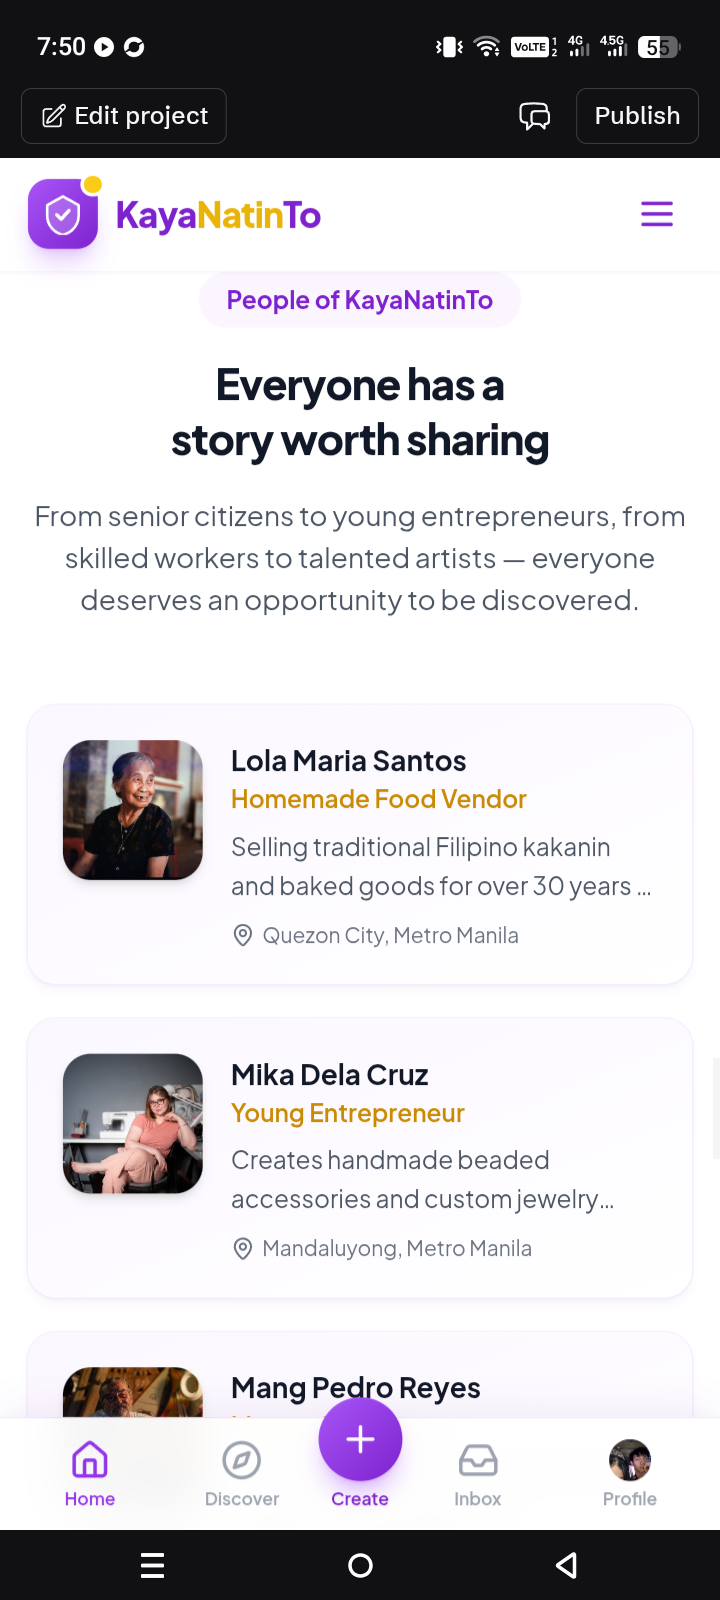 7:50
VoLTE 1 2 4G 4.5G 55
Edit project
Publish
KayaNatinTo
People of KayaNatinTo
Everyone has a
story worth sharing
From senior citizens to young entrepreneurs, from
skilled workers to talented artists — everyone
deserves an opportunity to be discovered.
Lola Maria Santos
Homemade Food Vendor
Selling traditional Filipino kakanin
and baked goods for over 30 years ...
Quezon City, Metro Manila
Mika Dela Cruz
Young Entrepreneur
Creates handmade beaded
accessories and custom jewelry...
Mandaluyong, Metro Manila
Mang Pedro Reyes
Home
Discover
Create
Inbox
Profile